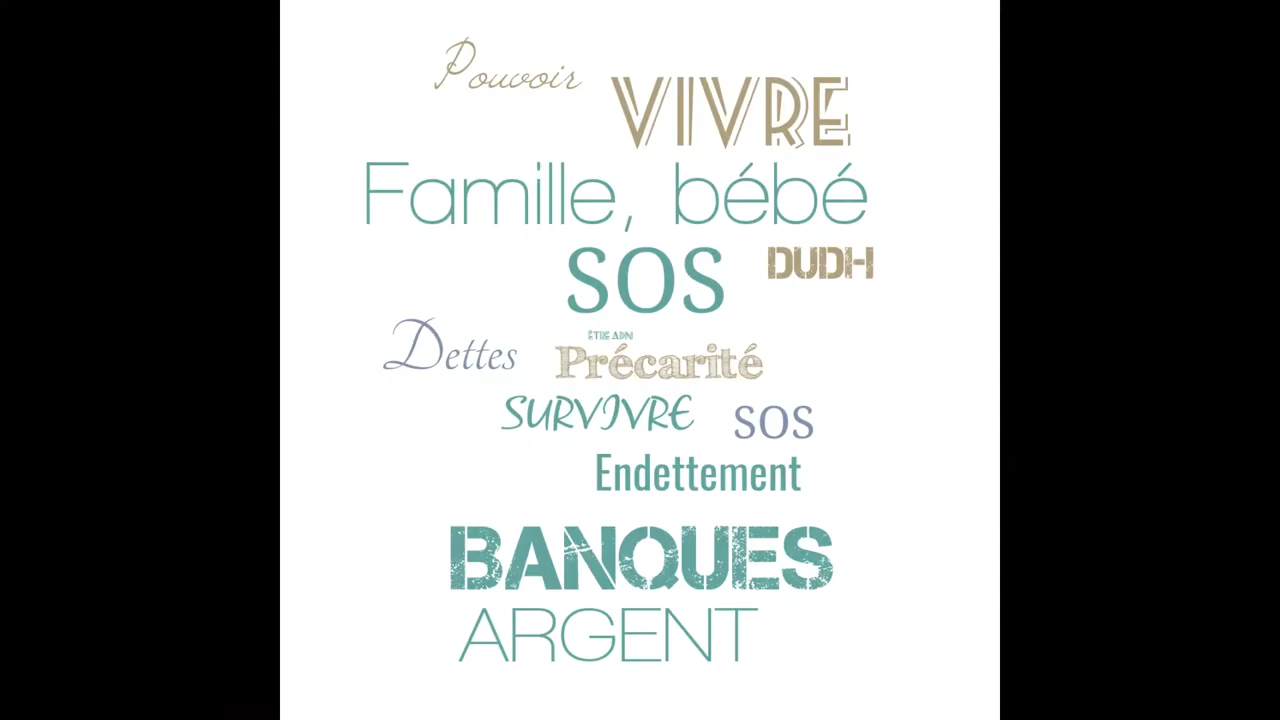 Pouvoir VIVRE
Famille, bébé
SOS DUDH
Dettes Précarité
SURVIVRE SOS
Endettement
BANQUES
ARGENT